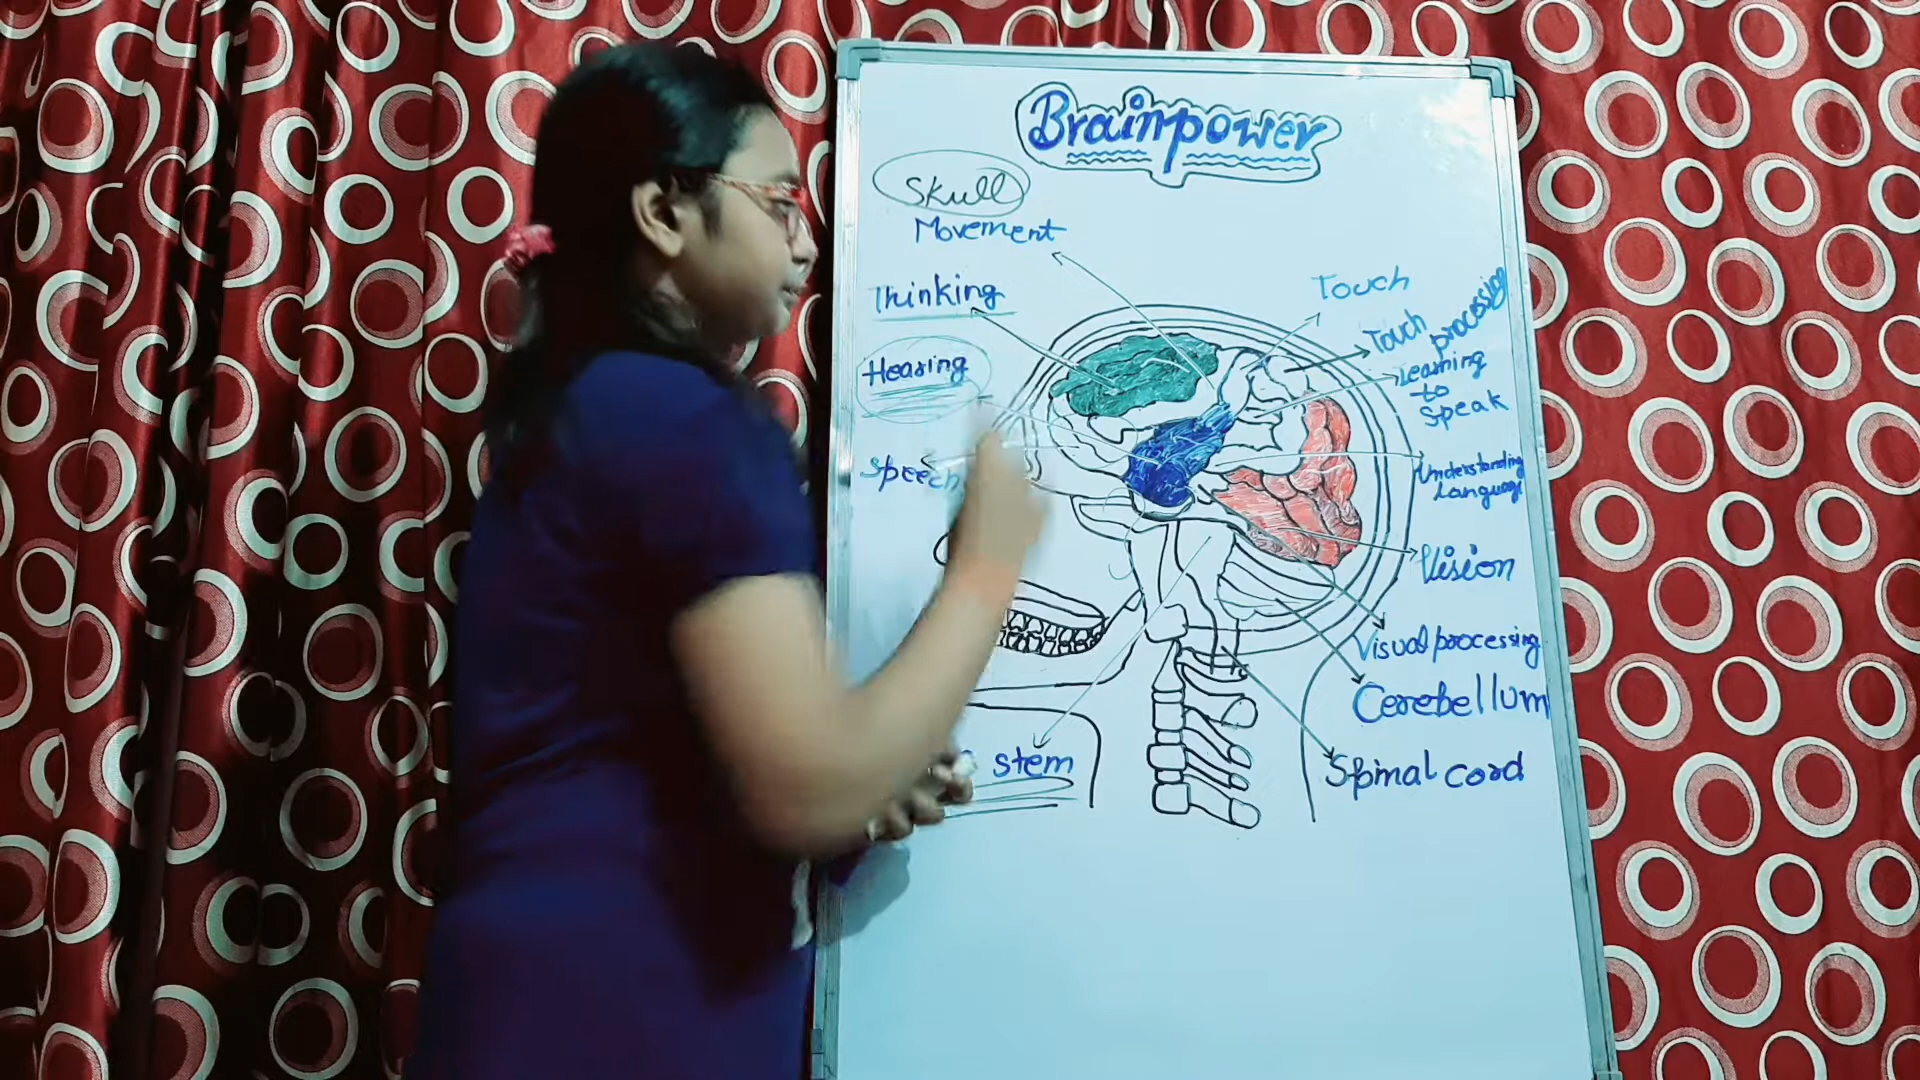 Brainpower
Skull
Movement
Thinking
Hearing
Speech
stem
Touch
Touch
processing
Learning
to
speak
Understanding
Language
Vision
Visual processing
Cerebellum
Spinal cord